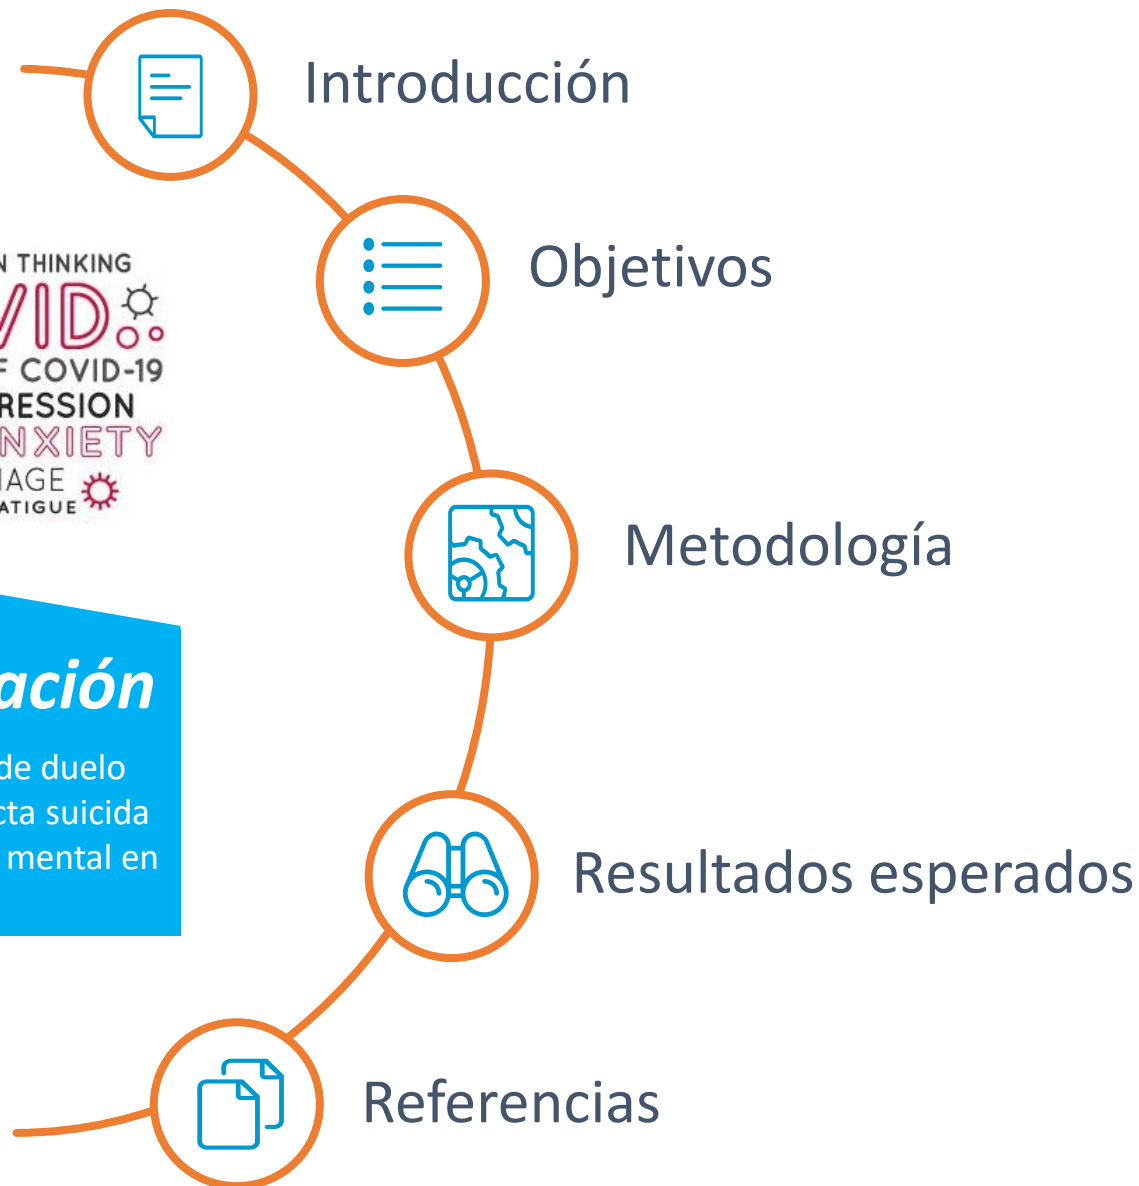 Introducción
Objetivos
THINKING
VID
COVID-19
RESSION
NXIETY
AGE
ATIGUE
Metodología
ación
de duelo
cta suicida
mental en
Resultados esperados
Referencias